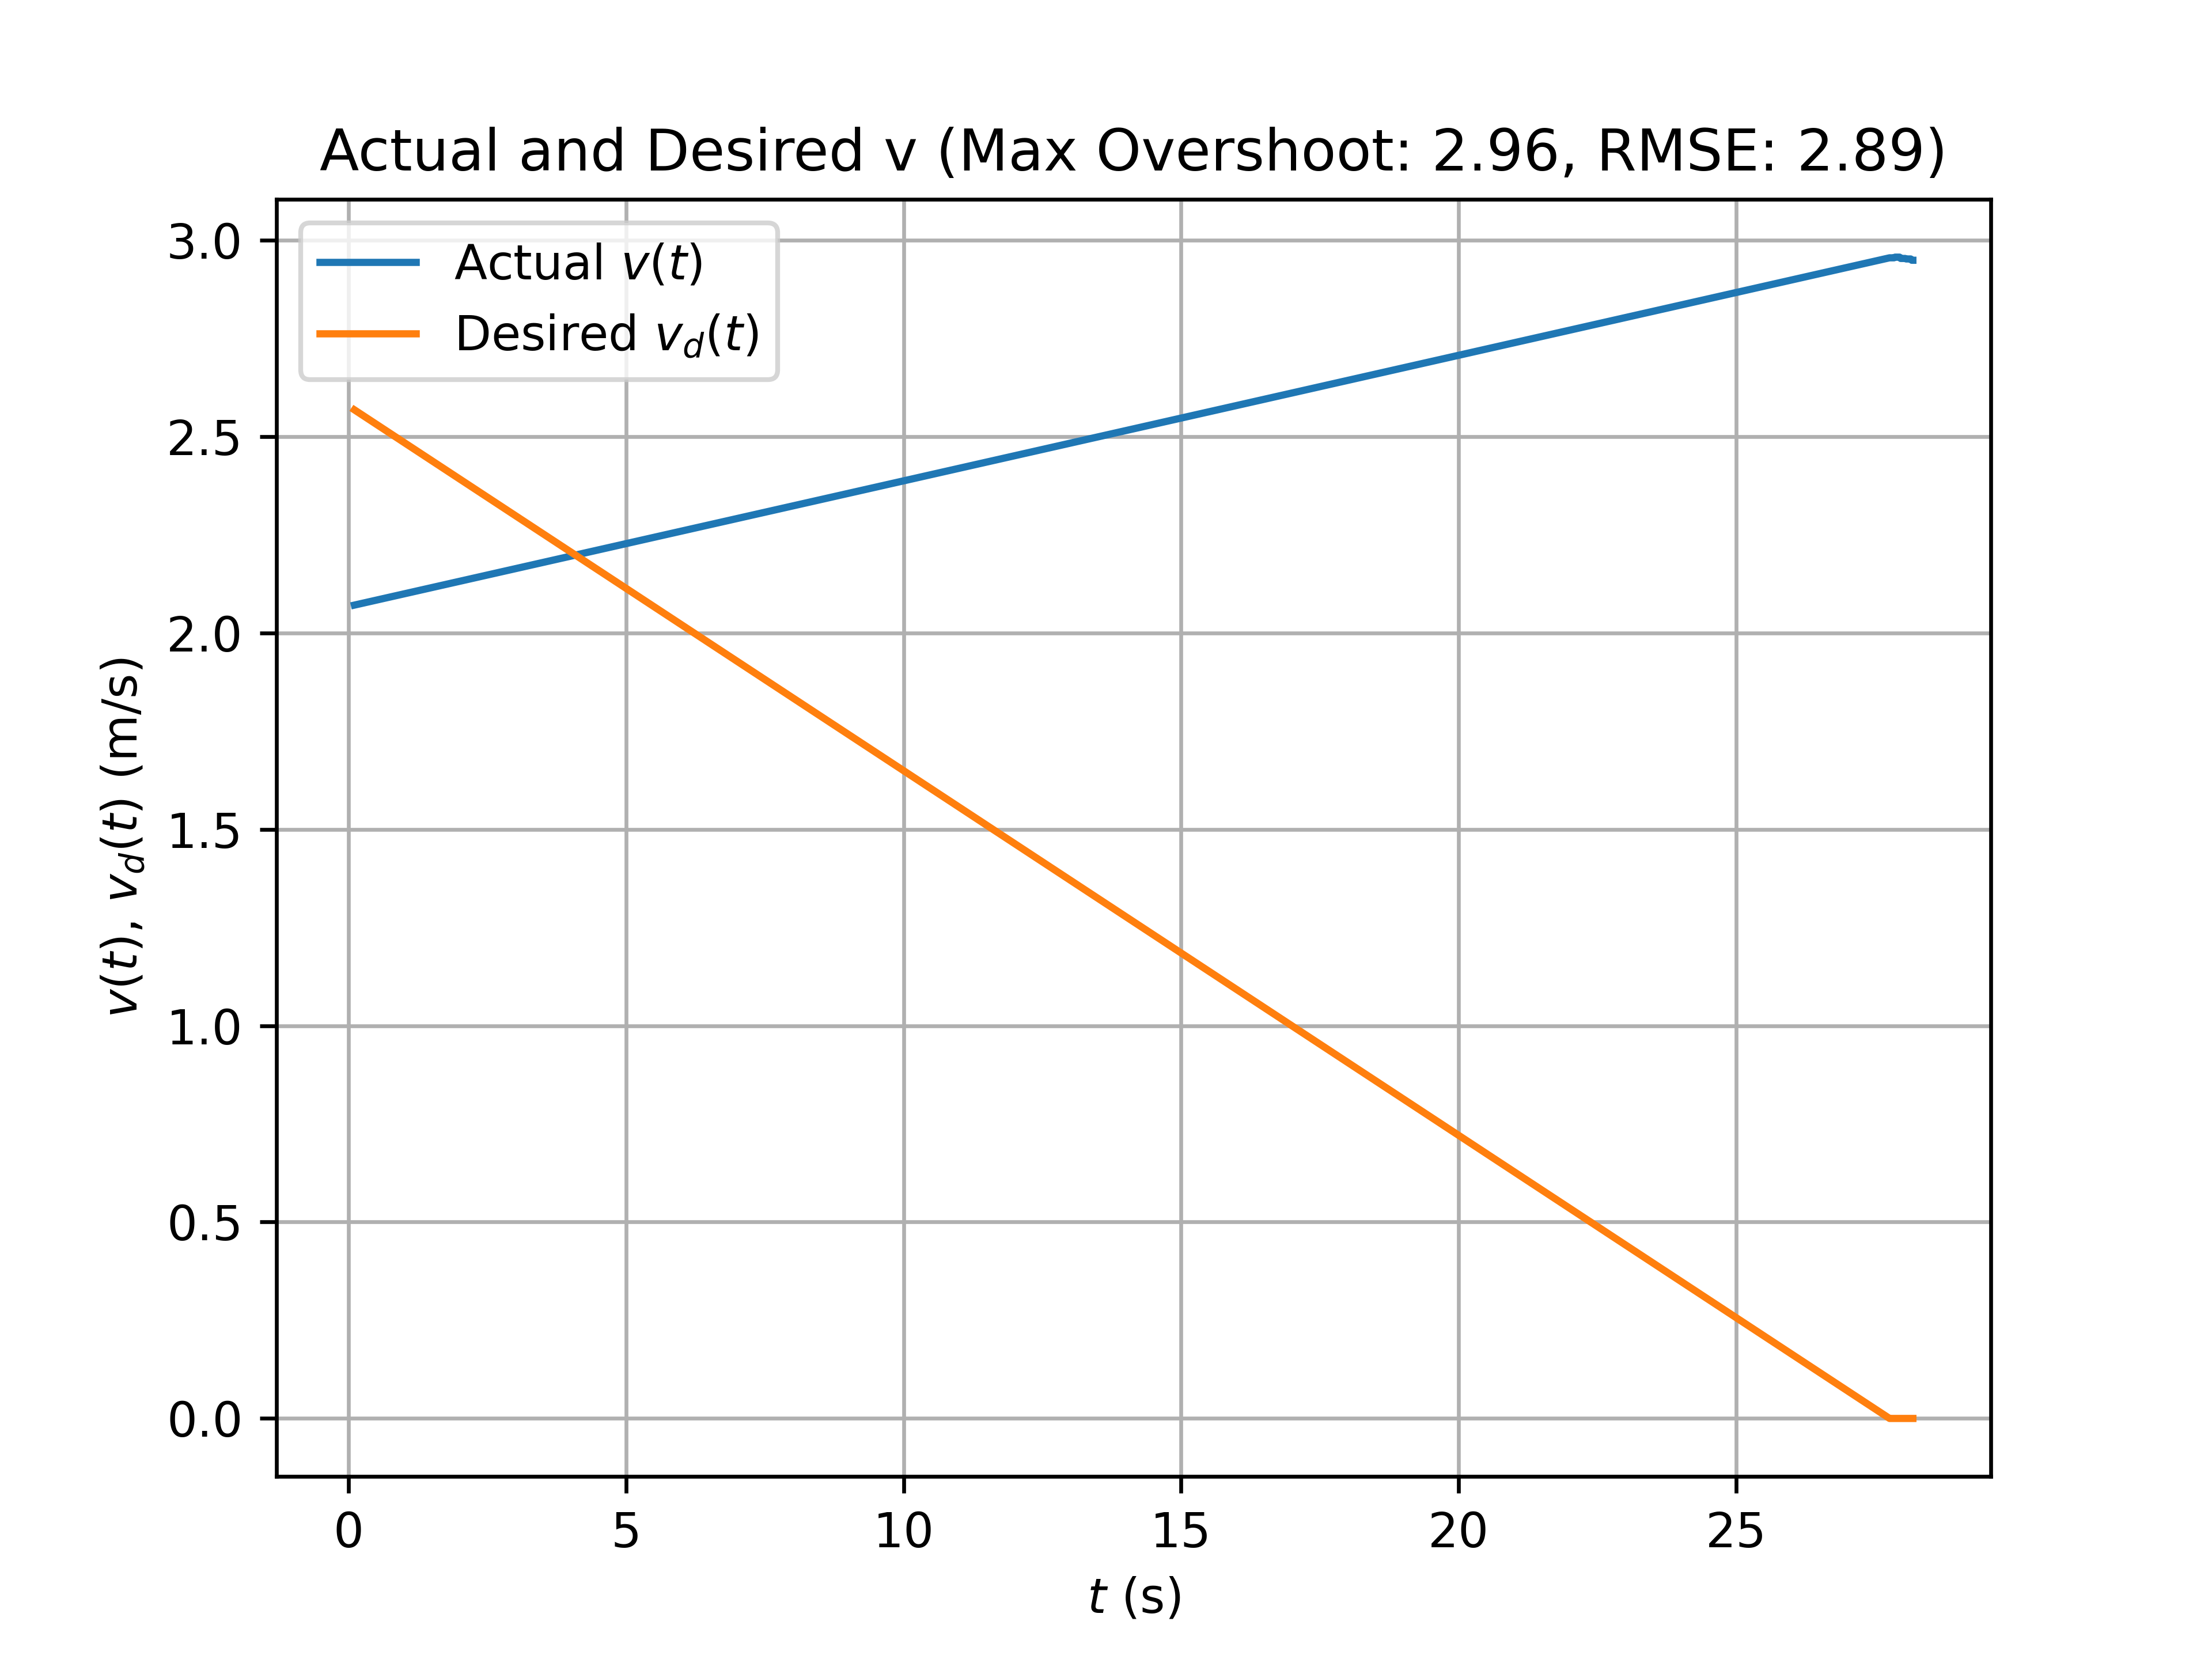 Actual and Desired v (Max Overshoot: 2.96, RMSE: 2.89)
Actual v(t)
Desired v_d(t)
v(t), v_d(t) (m/s)
3.0
2.5
2.0
1.5
1.0
0.5
0.0
0 5 10 15 20 25
t (s)